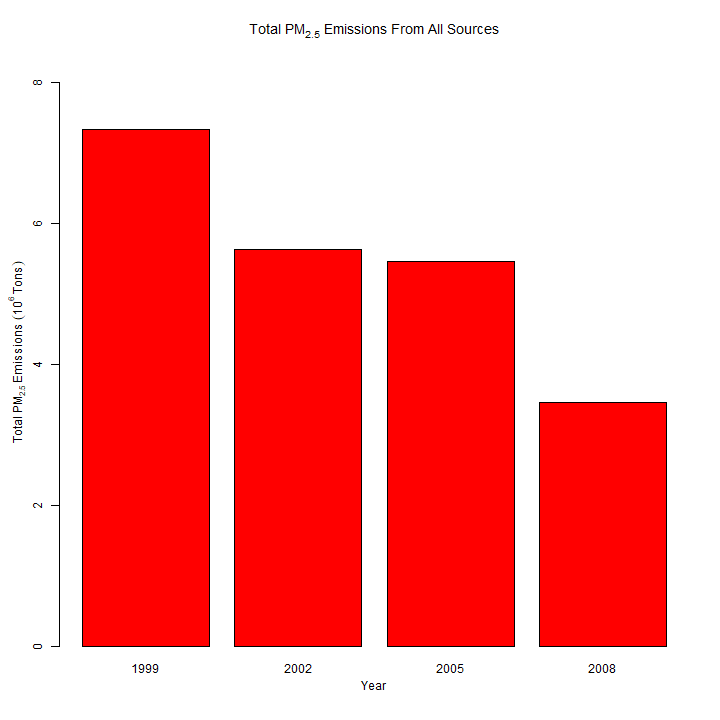 Total PM2.5 Emissions From All Sources
Total PM2.5 Emissions (10^6 Tons)
8
6
4
2
0
1999 2002 2005 2008
Year